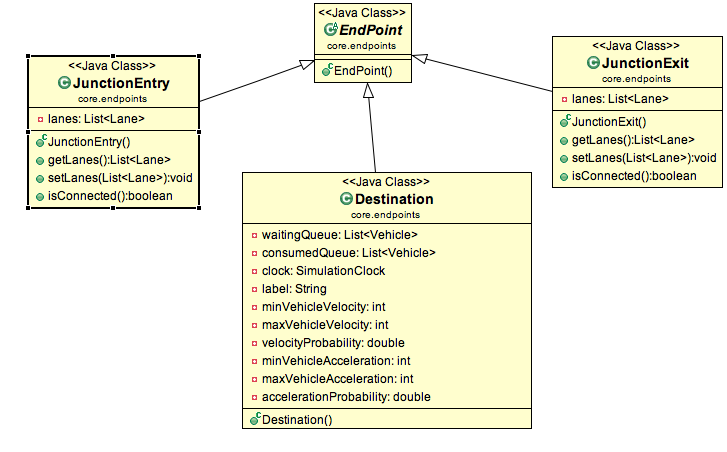 <<Java Class>>
EndPoint
core.endpoints
EndPoint()
<<Java Class>>
JunctionEntry
core.endpoints
lanes: List<Lane>
JunctionEntry()
getLanes():List<Lane>
setLanes(List<Lane>):void
isConnected():boolean
<<Java Class>>
JunctionExit
core.endpoints
lanes: List<Lane>
JunctionExit()
getLanes():List<Lane>
setLanes(List<Lane>):void
isConnected():boolean
<<Java Class>>
Destination
core.endpoints
waitingQueue: List<Vehicle>
consumedQueue: List<Vehicle>
clock: SimulationClock
label: String
minVehicleVelocity: int
maxVehicleVelocity: int
velocityProbability: double
minVehicleAcceleration: int
maxVehicleAcceleration: int
accelerationProbability: double
Destination()